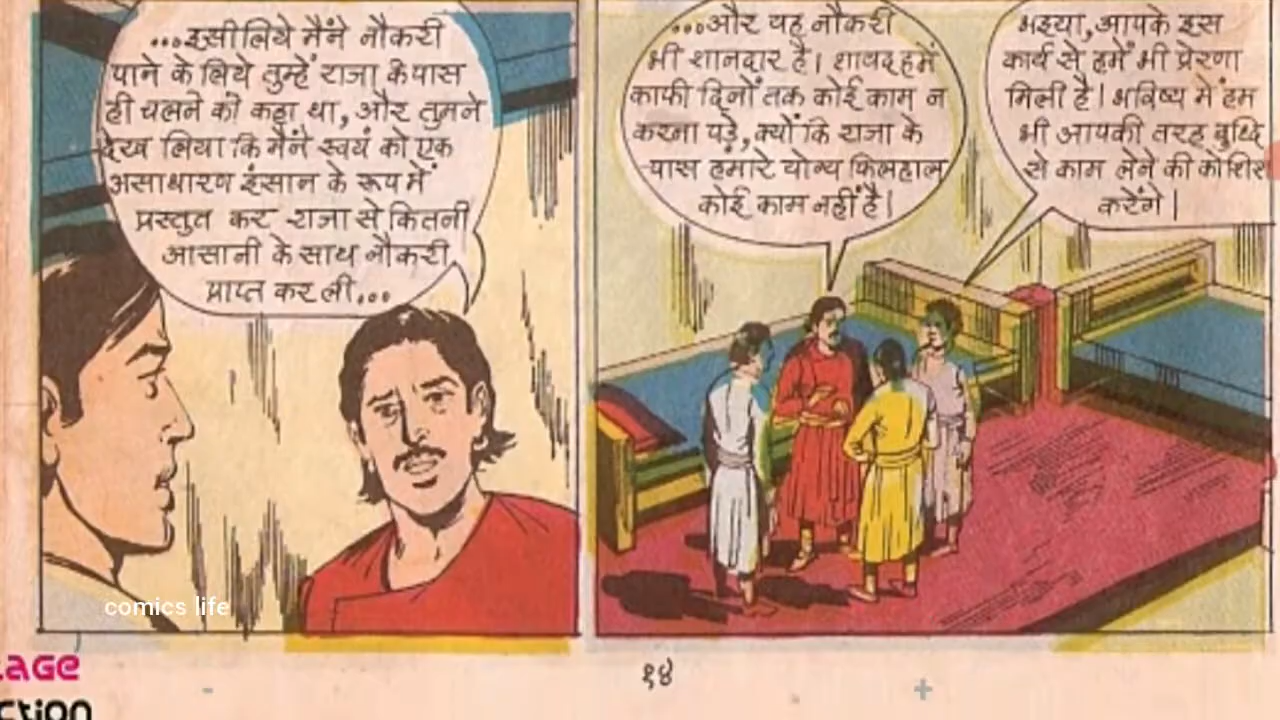 ...इसीलिये मैंने नौकरी
पाने के लिये तुम्हें राजा के पास
ही चलने को कहा था, और तुमने
देख लिया कि मैंने स्वयं को एक
असाधारण इंसान के रूप में
प्रस्तुत कर राजा से कितनी
आसानी के साथ नौकरी
प्राप्त कर ली...
...और यह नौकरी
भी शानदार है। शायद हमें
काफी दिनों तक कोई काम न
करना पड़े, क्यों कि राजा के
पास हमारे योग्य फिलहाल
कोई काम नहीं है।
भइया, आपके इस
कार्य से हमें भी प्रेरणा
मिली है। भविष्य में हम
भी आपकी तरह बुध्दि
से काम लेने की कोशिश
करेंगे।
comics life
१४